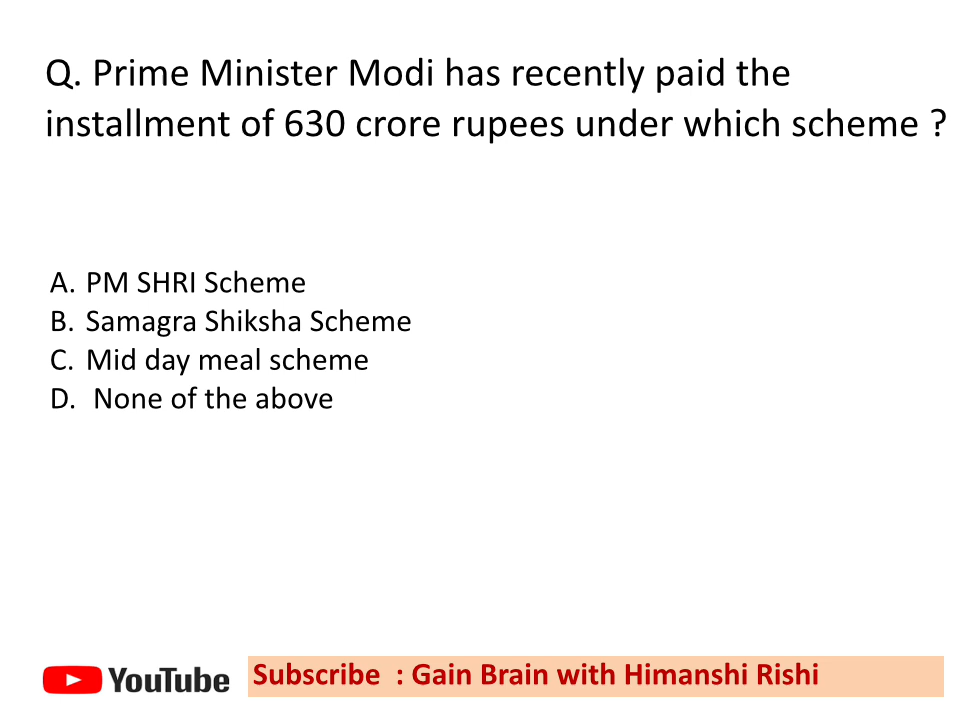 Q. Prime Minister Modi has recently paid the
installment of 630 crore rupees under which scheme ?
A. PM SHRI Scheme
B. Samagra Shiksha Scheme
C. Mid day meal scheme
D. None of the above
YouTube
Subscribe : Gain Brain with Himanshi Rishi